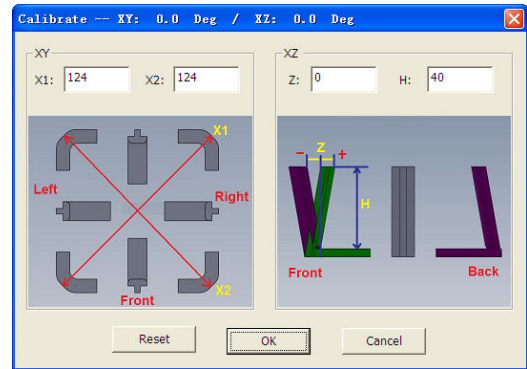 Calibrate -- XY: 0.0 Deg / XZ: 0.0 Deg
XY
X1: 124 X2: 124
XZ
Z: 0 H: 40
X1
Left
Right
Front
X2
- Z +
H
Front
Back
Reset
OK
Cancel